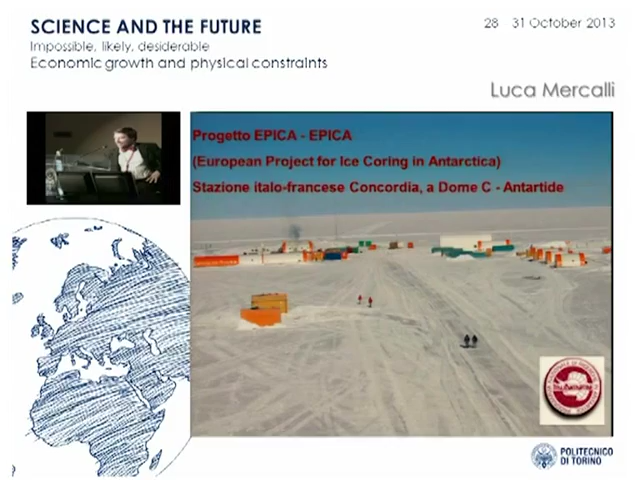 SCIENCE AND THE FUTURE
Impossible, likely, desiderable
Economic growth and physical constraints
28 31 October 2013
Luca Mercalli
Progetto EPICA - EPICA
(European Project for Ice Coring in Antarctica)
Stazione italo-francese Concordia, a Dome C - Antartide
POLITECNICO
DI TORINO